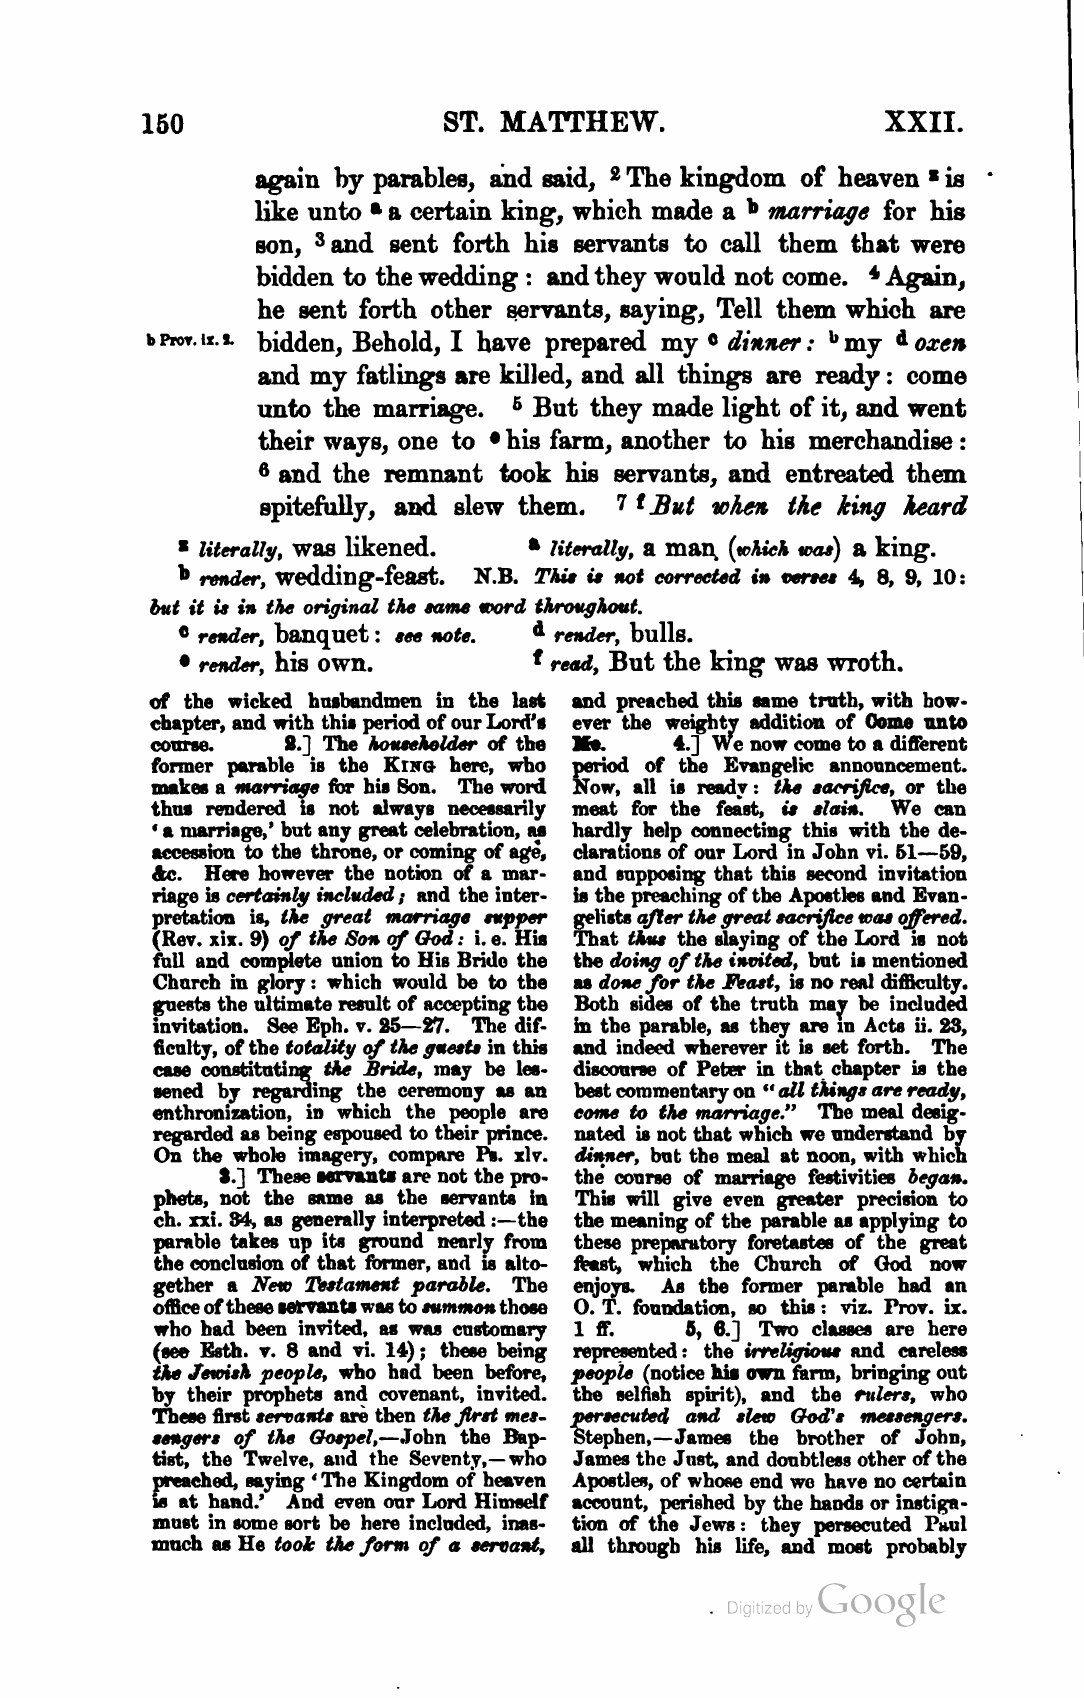 150 ST. MATTHEW. XXII.
again by parables, and said, 2 The kingdom of heaven z is
like unto a a certain king, which made a b marriage for his
son, 3 and sent forth his servants to call them that were
bidden to the wedding : and they would not come. 4 Again,
he sent forth other servants, saying, Tell them which are
b Prov. ix. 2. bidden, Behold, I have prepared my c dinner : b my d oxen
and my fatlings are killed, and all things are ready : come
unto the marriage. 5 But they made light of it, and went
their ways, one to e his farm, another to his merchandise :
6 and the remnant took his servants, and entreated them
spitefully, and slew them. 7 f But when the king heard
z literally, was likened. a literally, a man (which was) a king.
b render, wedding-feast. N.B. This is not corrected in verses 4, 8, 9, 10:
but it is in the original the same word throughout.
c render, banquet : see note. d render, bulls.
e render, his own. f read, But the king was wroth.
of the wicked husbandmen in the last
chapter, and with this period of our Lord's
course. 2.] The householder of the
former parable is the KING here, who
makes a marriage for his Son. The word
thus rendered is not always necessarily
‘a marriage,’ but any great celebration, as
accession to the throne, or coming of age,
&c. Here however the notion of a mar-
riage is certainly included; and the inter-
pretation is, the great marriage supper
(Rev. xix. 9) of the Son of God : i. e. His
full and complete union to His Bride the
Church in glory : which would be to the
guests the ultimate result of accepting the
invitation. See Eph. v. 25—27. The dif-
ficulty, of the totality of the guests in this
case constituting the Bride, may be les-
sened by regarding the ceremony as an
enthronization, in which the people are
regarded as being espoused to their prince.
On the whole imagery, compare Ps. xlv.
3.] These servants are not the pro-
phets, not the same as the servants in
ch. xxi. 34, as generally interpreted :—the
parable takes up its ground nearly from
the conclusion of that former, and is alto-
gether a New Testament parable. The
office of these servants was to summon those
who had been invited, as was customary
(see Esth. v. 8 and vi. 14); these being
the Jewish people, who had been before,
by their prophets and covenant, invited.
These first servants are then the first mes-
sengers of the Gospel,—John the Bap-
tist, the Twelve, and the Seventy,—who
preached, saying ‘The Kingdom of heaven
is at hand.’ And even our Lord Himself
must in some sort be here included, inas-
much as He took the form of a servant,
and preached this same truth, with how-
ever the weighty addition of Come unto
Me. 4.] We now come to a different
period of the Evangelic announcement.
Now, all is ready : the sacrifice, or the
meat for the feast, is slain. We can
hardly help connecting this with the de-
clarations of our Lord in John vi. 51—59,
and supposing that this second invitation
is the preaching of the Apostles and Evan-
gelists after the great sacrifice was offered.
That thus the slaying of the Lord is not
the doing of the invited, but is mentioned
as done for the Feast, is no real difficulty.
Both sides of the truth may be included
in the parable, as they are in Acts ii. 23,
and indeed wherever it is set forth. The
discourse of Peter in that chapter is the
best commentary on “all things are ready,
come to the marriage.” The meal desig-
nated is not that which we understand by
dinner, but the meal at noon, with which
the course of marriage festivities began.
This will give even greater precision to
the meaning of the parable as applying to
these preparatory foretastes of the great
feast, which the Church of God now
enjoys. As the former parable had an
O. T. foundation, so this : viz. Prov. ix.
1 ff. 5, 6.] Two classes are here
represented : the irreligious and careless
people (notice his own farm, bringing out
the selfish spirit), and the rulers, who
persecuted and slew God's messengers.
Stephen,—James the brother of John,
James the Just, and doubtless other of the
Apostles, of whose end we have no certain
account, perished by the hands or instiga-
tion of the Jews : they persecuted Paul
all through his life, and most probably
Digitized by Google